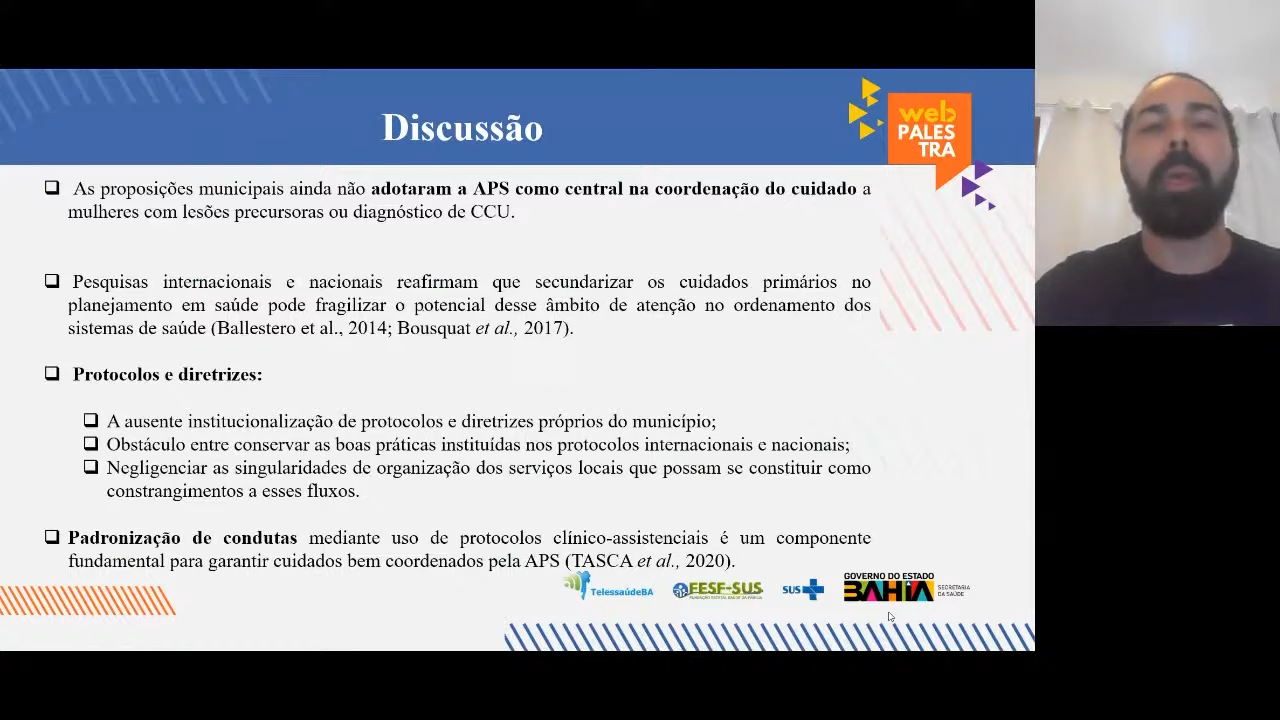 Discussão
web
PALES
TRA
❑ As proposições municipais ainda não adotaram a APS como central na coordenação do cuidado a
mulheres com lesões precursoras ou diagnóstico de CCU.
❑ Pesquisas internacionais e nacionais reafirmam que secundarizar os cuidados primários no
planejamento em saúde pode fragilizar o potencial desse âmbito de atenção no ordenamento dos
sistemas de saúde (Ballestero et al., 2014; Bousquat et al., 2017).
❑ Protocolos e diretrizes:
❑ A ausente institucionalização de protocolos e diretrizes próprios do município;
❑ Obstáculo entre conservar as boas práticas instituídas nos protocolos internacionais e nacionais;
❑ Negligenciar as singularidades de organização dos serviços locais que possam se constituir como
constrangimentos a esses fluxos.
❑ Padronização de condutas mediante uso de protocolos clínico-assistenciais é um componente
fundamental para garantir cuidados bem coordenados pela APS (TASCA et al., 2020).
TelessaúdeBA
FESF-SUS
SUS
GOVERNO DO ESTADO
BAHIA
SECRETARIA
DA SAÚDE